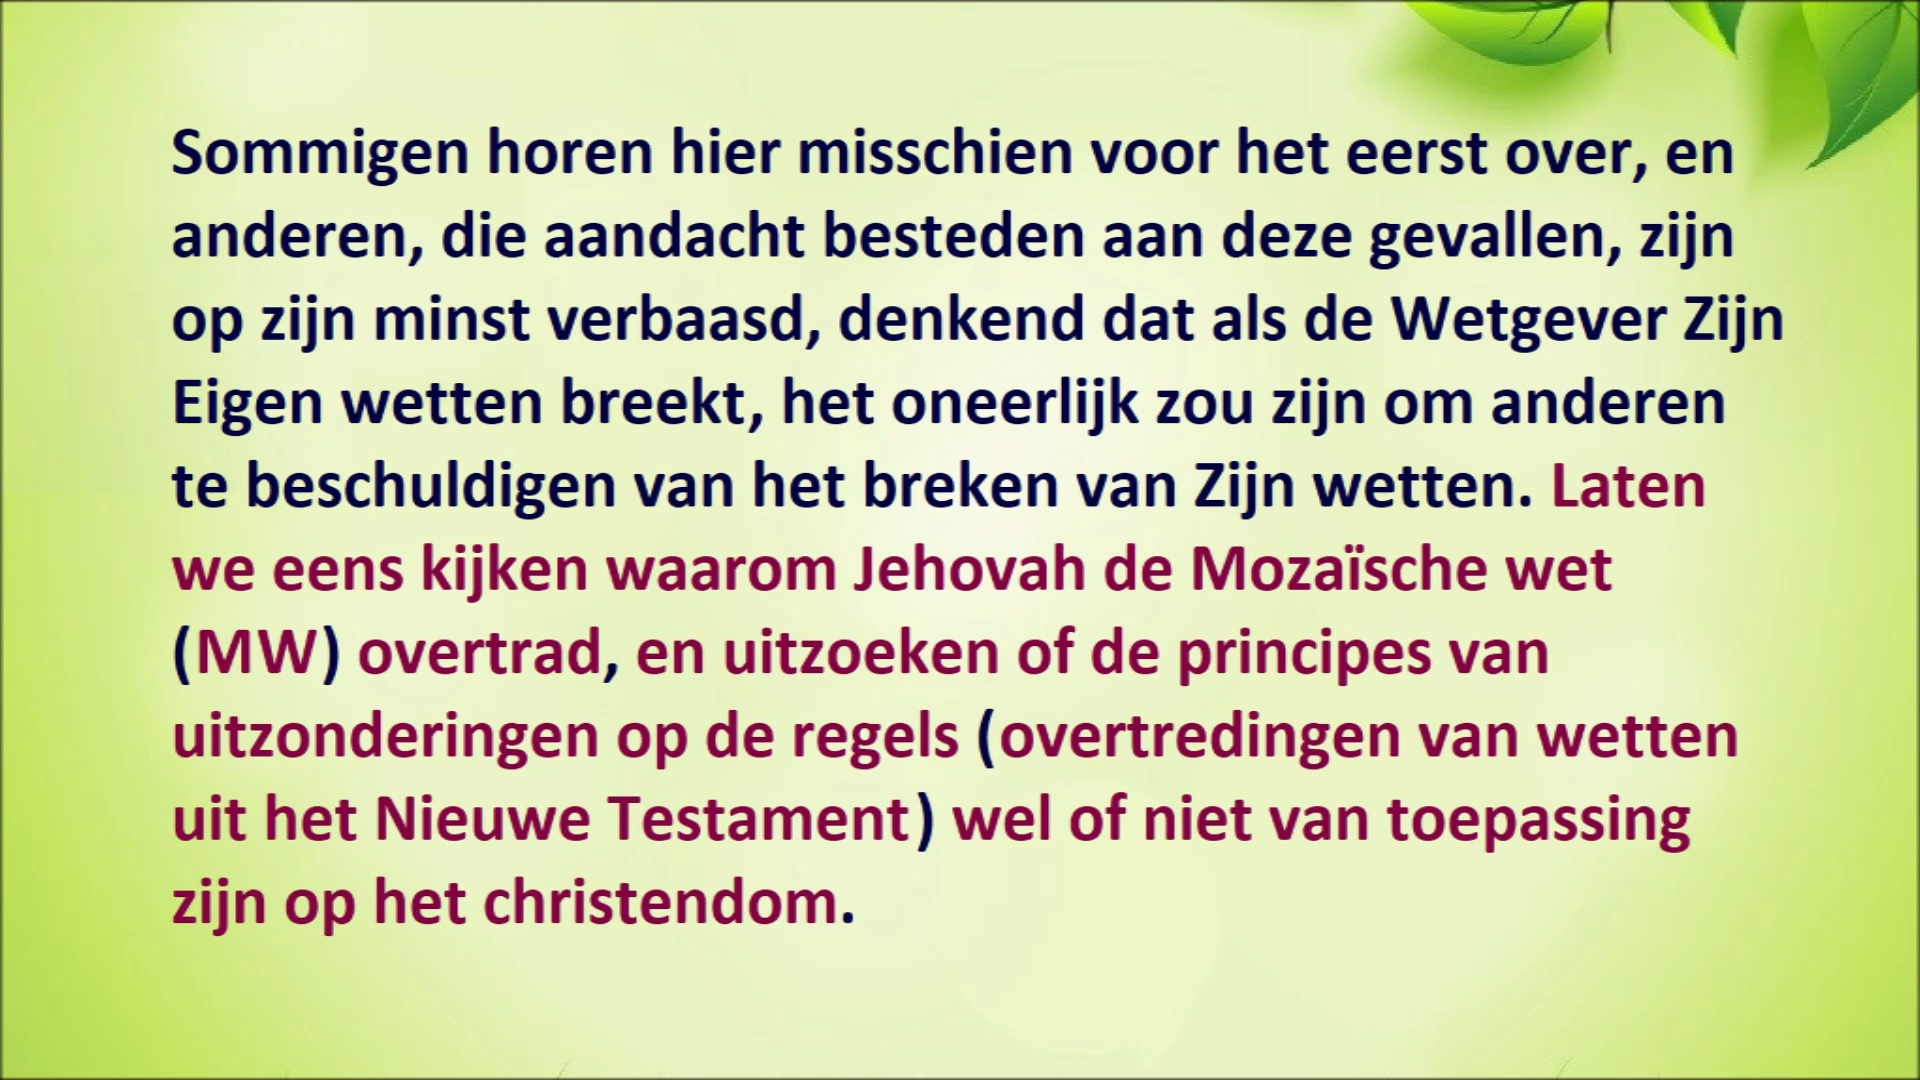 Sommigen horen hier misschien voor het eerst over, en
anderen, die aandacht besteden aan deze gevallen, zijn
op zijn minst verbaasd, denkend dat als de Wetgever Zijn
Eigen wetten breekt, het oneerlijk zou zijn om anderen
te beschuldigen van het breken van Zijn wetten. Laten
we eens kijken waarom Jehovah de Mozaïsche wet
(MW) overtrad, en uitzoeken of de principes van
uitzonderingen op de regels (overtredingen van wetten
uit het Nieuwe Testament) wel of niet van toepassing
zijn op het christendom.